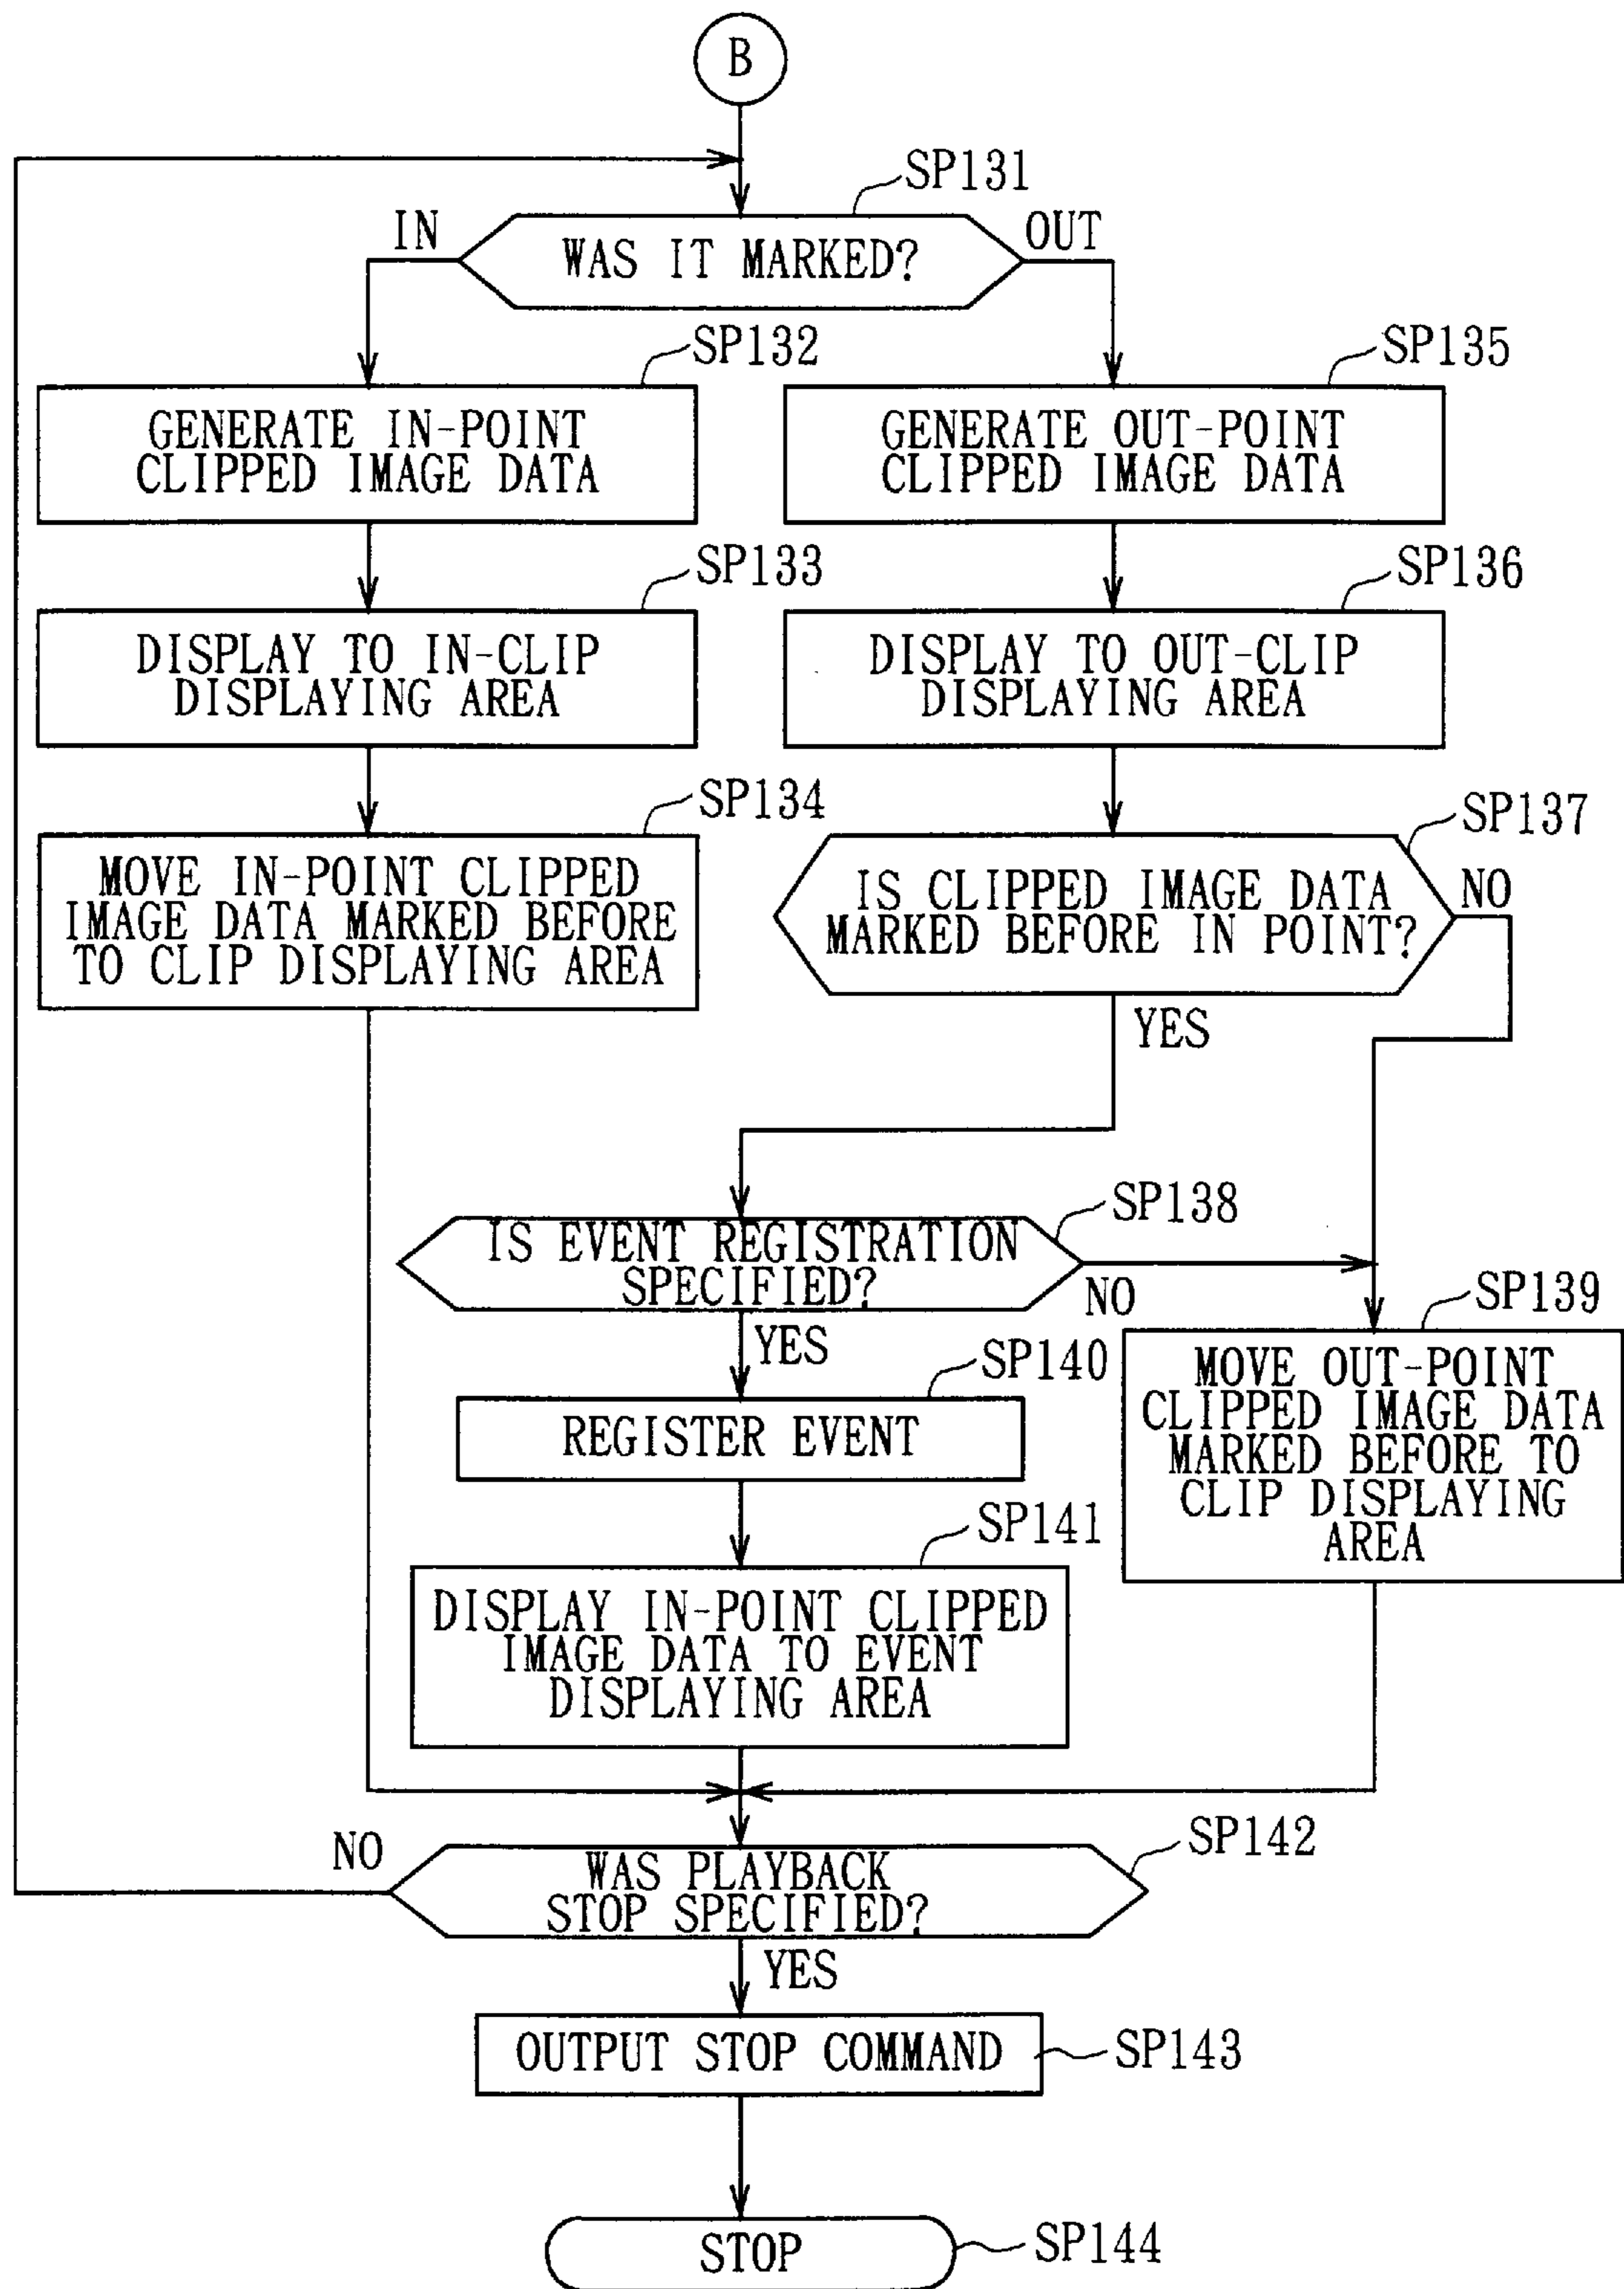 B
SP131
IN
WAS IT MARKED?
OUT
SP132
GENERATE IN-POINT
CLIPPED IMAGE DATA
SP135
GENERATE OUT-POINT
CLIPPED IMAGE DATA
SP133
DISPLAY TO IN-CLIP
DISPLAYING AREA
SP136
DISPLAY TO OUT-CLIP
DISPLAYING AREA
SP134
MOVE IN-POINT CLIPPED
IMAGE DATA MARKED BEFORE
TO CLIP DISPLAYING AREA
SP137
IS CLIPPED IMAGE DATA
MARKED BEFORE IN POINT?
NO
YES
SP138
IS EVENT REGISTRATION
SPECIFIED?
NO
YES
SP139
MOVE OUT-POINT
CLIPPED IMAGE DATA
MARKED BEFORE TO
CLIP DISPLAYING
AREA
SP140
REGISTER EVENT
SP141
DISPLAY IN-POINT CLIPPED
IMAGE DATA TO EVENT
DISPLAYING AREA
SP142
NO
WAS PLAYBACK
STOP SPECIFIED?
YES
OUTPUT STOP COMMAND
SP143
STOP
SP144